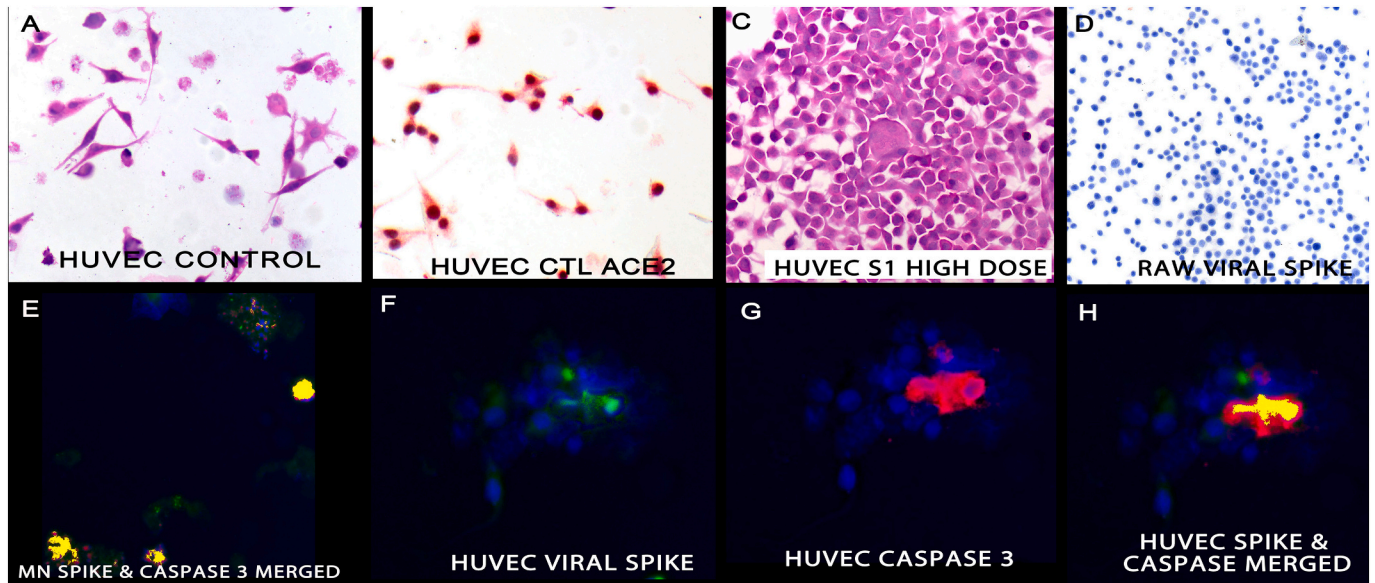 A
HUVEC CONTROL
B
HUVEC CTL ACE2
C
HUVEC S1 HIGH DOSE
D
RAW VIRAL SPIKE
E
MN SPIKE & CASPASE 3 MERGED
F
HUVEC VIRAL SPIKE
G
HUVEC CASPASE 3
H
HUVEC SPIKE &
CASPASE MERGED